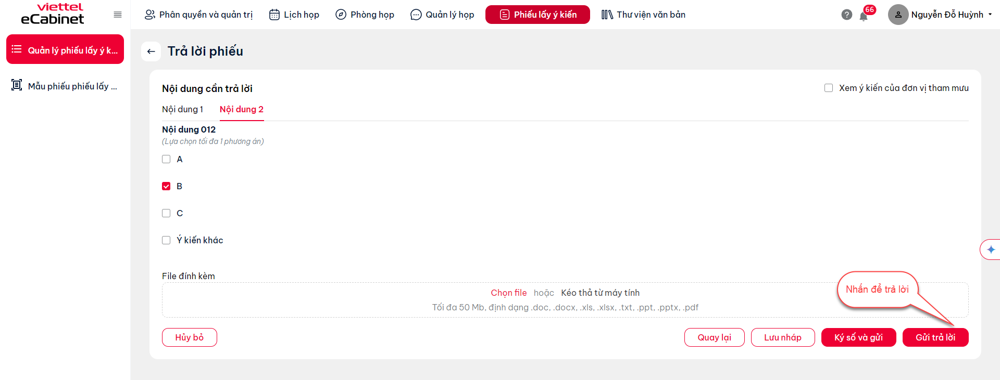 viettel
eCabinet
Phân quyền và quản trị
Lịch họp
Phòng họp
Quản lý họp
Phiếu lấy ý kiến
Thư viện văn bản
66
Nguyễn Đỗ Huỳnh
Quản lý phiếu lấy ý k...
Mẫu phiếu phiếu lấy ...
Trả lời phiếu
Nội dung cần trả lời
Xem ý kiến của đơn vị tham mưu
Nội dung 1
Nội dung 2
Nội dung 012
(Lựa chọn tối đa 1 phương án)
A
B
C
Ý kiến khác
File đính kèm
Chọn file hoặc Kéo thả từ máy tính
Tối đa 50 Mb, định dạng .doc, .docx, .xls, .xlsx, .txt, .ppt, .pptx, .pdf
Nhấn để trả lời
Hủy bỏ
Quay lại
Lưu nháp
Ký số và gửi
Gửi trả lời